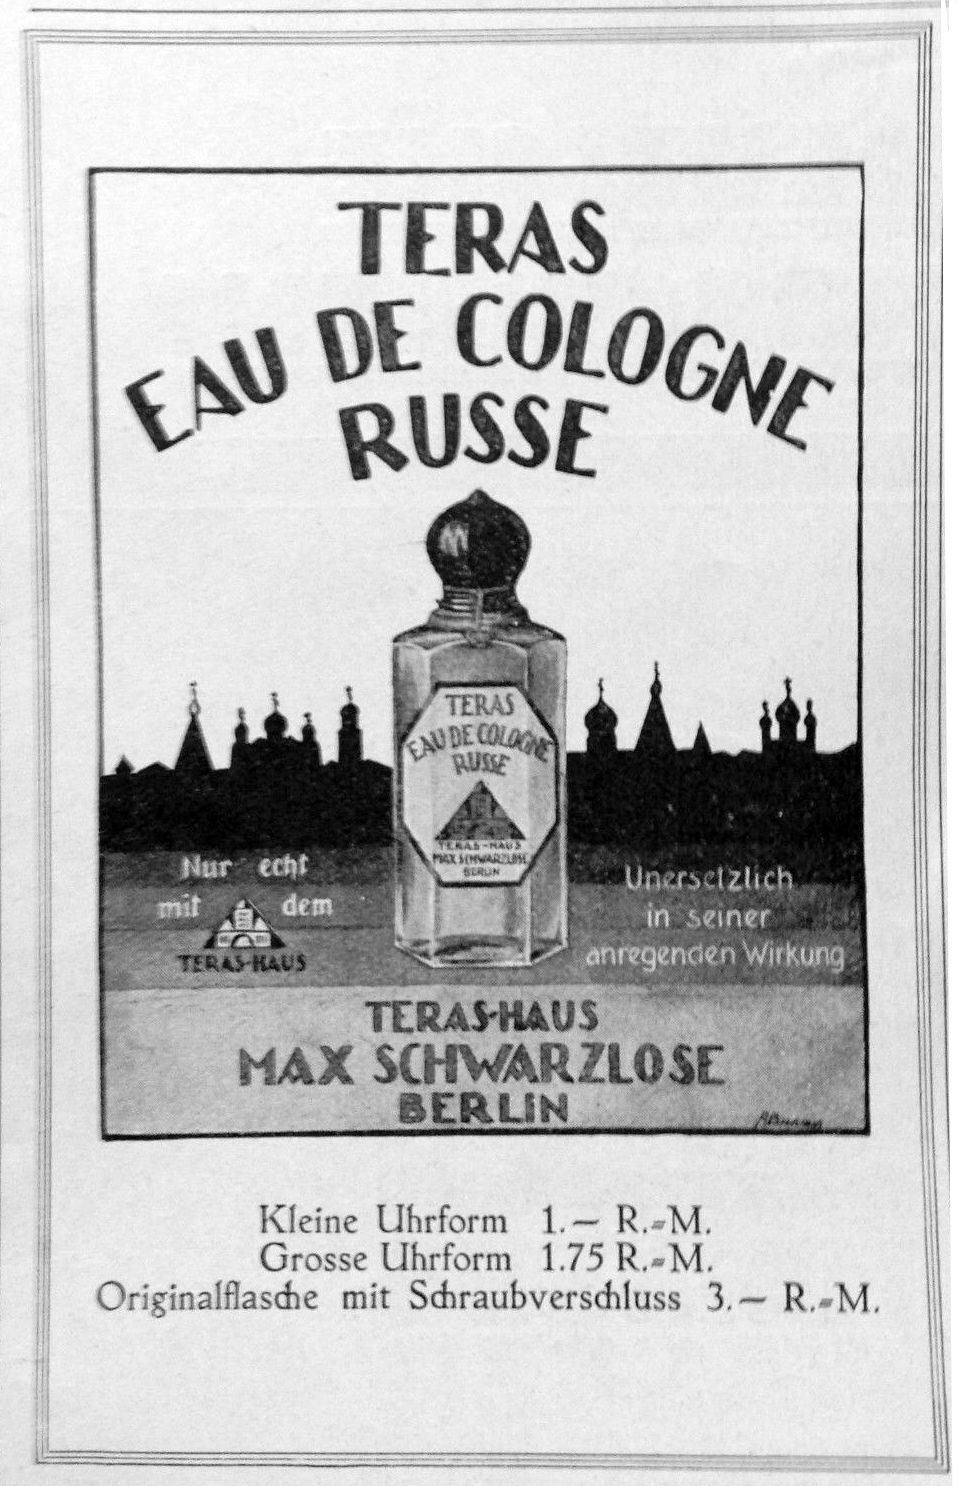 TERAS
EAU DE COLOGNE
RUSSE
TERAS
EAU DE COLOGNE
RUSSE
TERAS-HAUS
MAX SCHWARZLOSE
BERLIN
Nur echt
mit dem
TERAS-HAUS
Unersetzlich
in seiner
anregenden Wirkung
TERAS-HAUS
MAX SCHWARZLOSE
BERLIN
Kleine Uhrform 1.— R.-M.
Grosse Uhrform 1.75 R.-M.
Originalflasche mit Schraubverschluss 3.— R.-M.